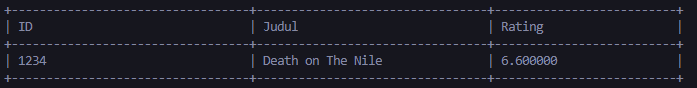 ID Judul Rating
1234 Death on The Nile 6.600000